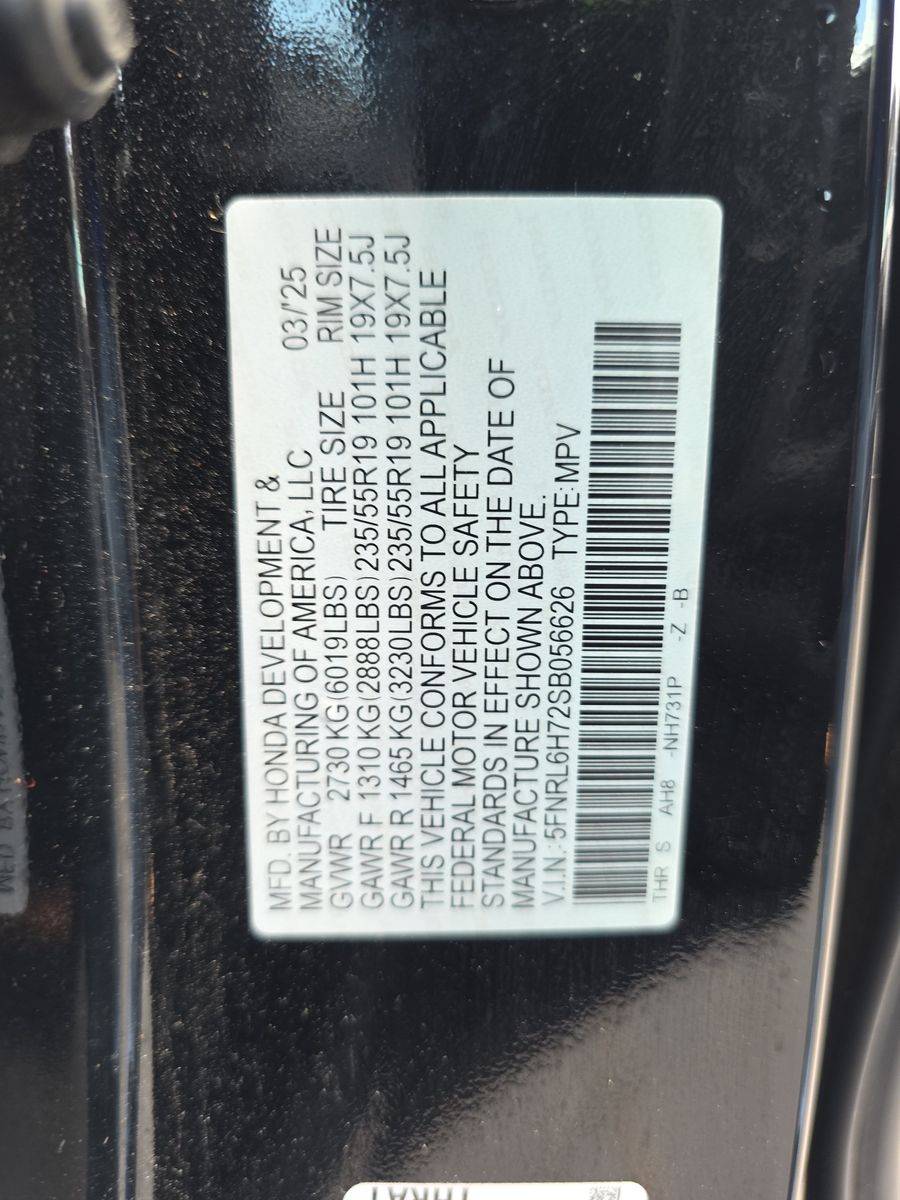 MFD. BY HONDA DEVELOPMENT &
MANUFACTURING OF AMERICA, LLC 03/'25
GVWR 2730 KG(6019LBS) TIRE SIZE RIM SIZE
GAWR F 1310 KG(2888LBS) 235/55R19 101H 19X7.5J
GAWR R 1465 KG(3230LBS) 235/55R19 101H 19X7.5J
THIS VEHICLE CONFORMS TO ALL APPLICABLE
FEDERAL MOTOR VEHICLE SAFETY
STANDARDS IN EFFECT ON THE DATE OF
MANUFACTURE SHOWN ABOVE.
V.I.N.:5FNRL6H72SB056626 TYPE:MPV
THR S AH8 -NH731P -Z -B